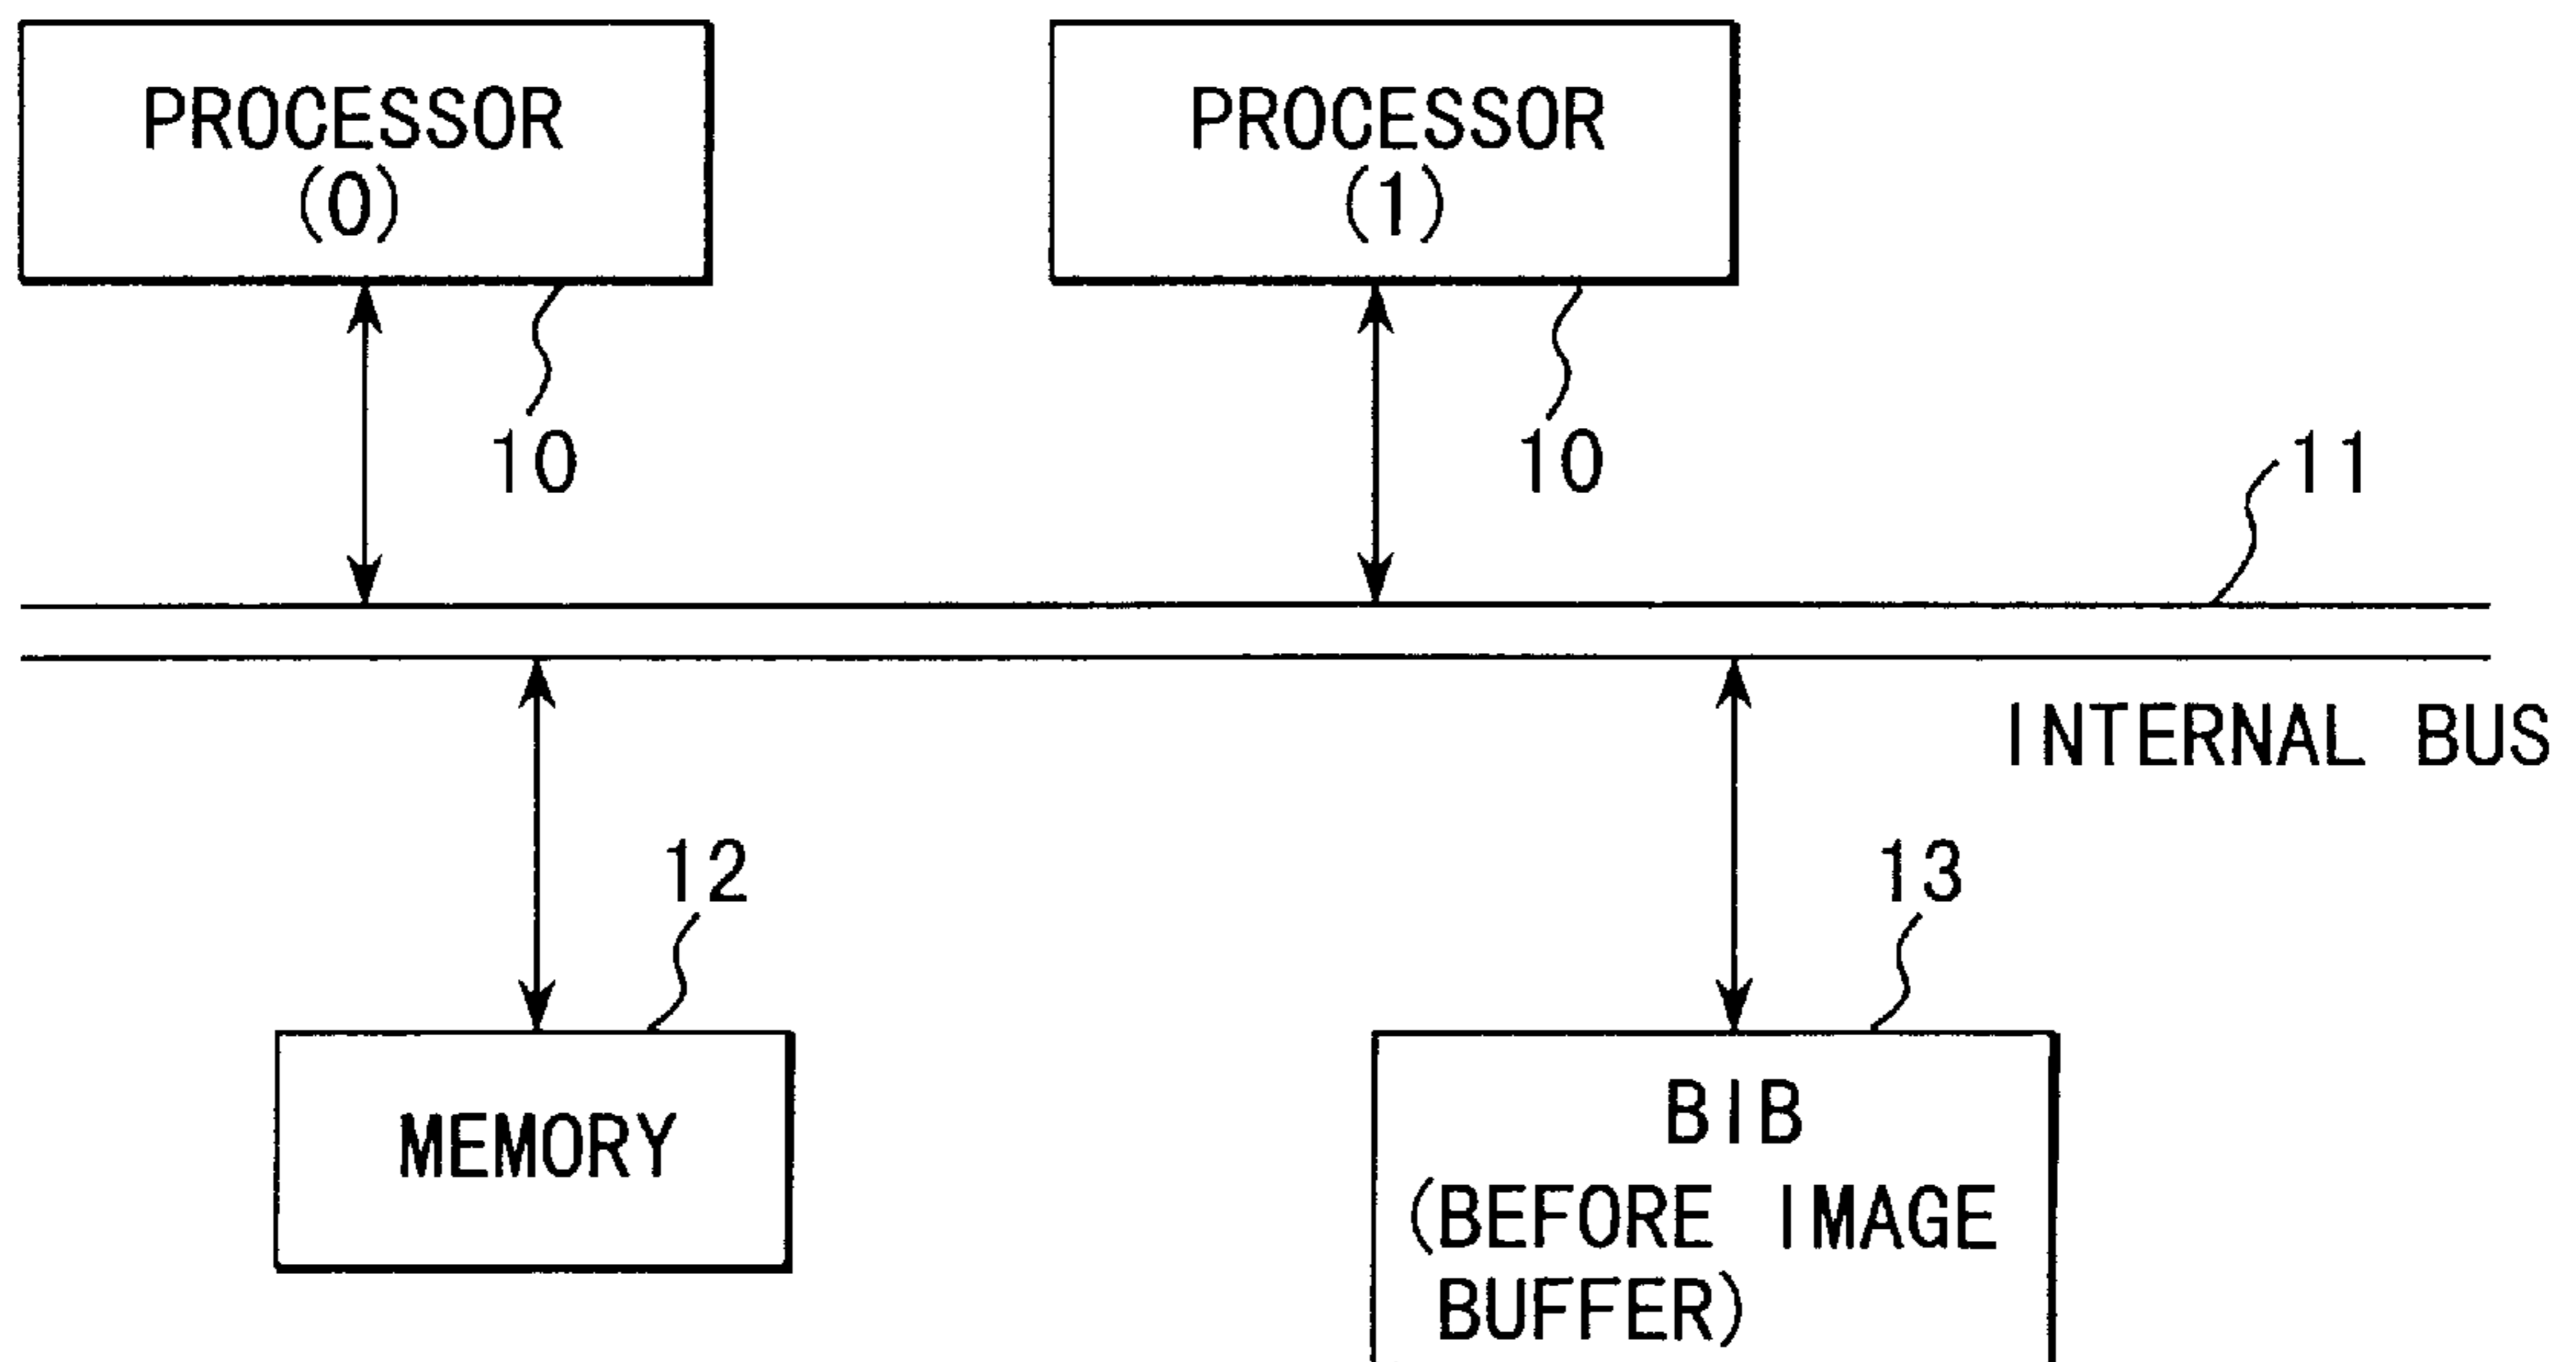 PROCESSOR
(0)
PROCESSOR
(1)
10
10
11
INTERNAL BUS
12
13
MEMORY
BIB
(BEFORE IMAGE
BUFFER)